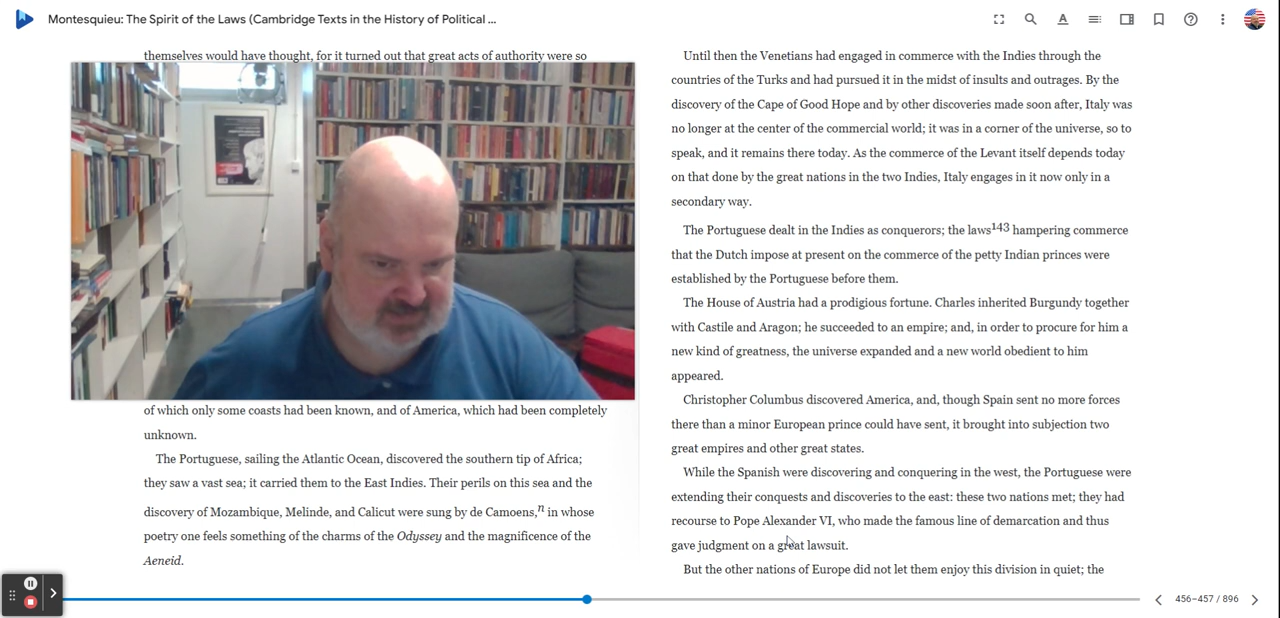 Montesquieu: The Spirit of the Laws (Cambridge Texts in the History of Political ...
themselves would have thought, for it turned out that great acts of authority were so
of which only some coasts had been known, and of America, which had been completely
unknown.
The Portuguese, sailing the Atlantic Ocean, discovered the southern tip of Africa;
they saw a vast sea; it carried them to the East Indies. Their perils on this sea and the
discovery of Mozambique, Melinde, and Calicut were sung by de Camoens,n in whose
poetry one feels something of the charms of the Odyssey and the magnificence of the
Aeneid.
Until then the Venetians had engaged in commerce with the Indies through the
countries of the Turks and had pursued it in the midst of insults and outrages. By the
discovery of the Cape of Good Hope and by other discoveries made soon after, Italy was
no longer at the center of the commercial world; it was in a corner of the universe, so to
speak, and it remains there today. As the commerce of the Levant itself depends today
on that done by the great nations in the two Indies, Italy engages in it now only in a
secondary way.
The Portuguese dealt in the Indies as conquerors; the laws143 hampering commerce
that the Dutch impose at present on the commerce of the petty Indian princes were
established by the Portuguese before them.
The House of Austria had a prodigious fortune. Charles inherited Burgundy together
with Castile and Aragon; he succeeded to an empire; and, in order to procure for him a
new kind of greatness, the universe expanded and a new world obedient to him
appeared.
Christopher Columbus discovered America, and, though Spain sent no more forces
there than a minor European prince could have sent, it brought into subjection two
great empires and other great states.
While the Spanish were discovering and conquering in the west, the Portuguese were
extending their conquests and discoveries to the east: these two nations met; they had
recourse to Pope Alexander VI, who made the famous line of demarcation and thus
gave judgment on a great lawsuit.
But the other nations of Europe did not let them enjoy this division in quiet; the
456-457 / 896